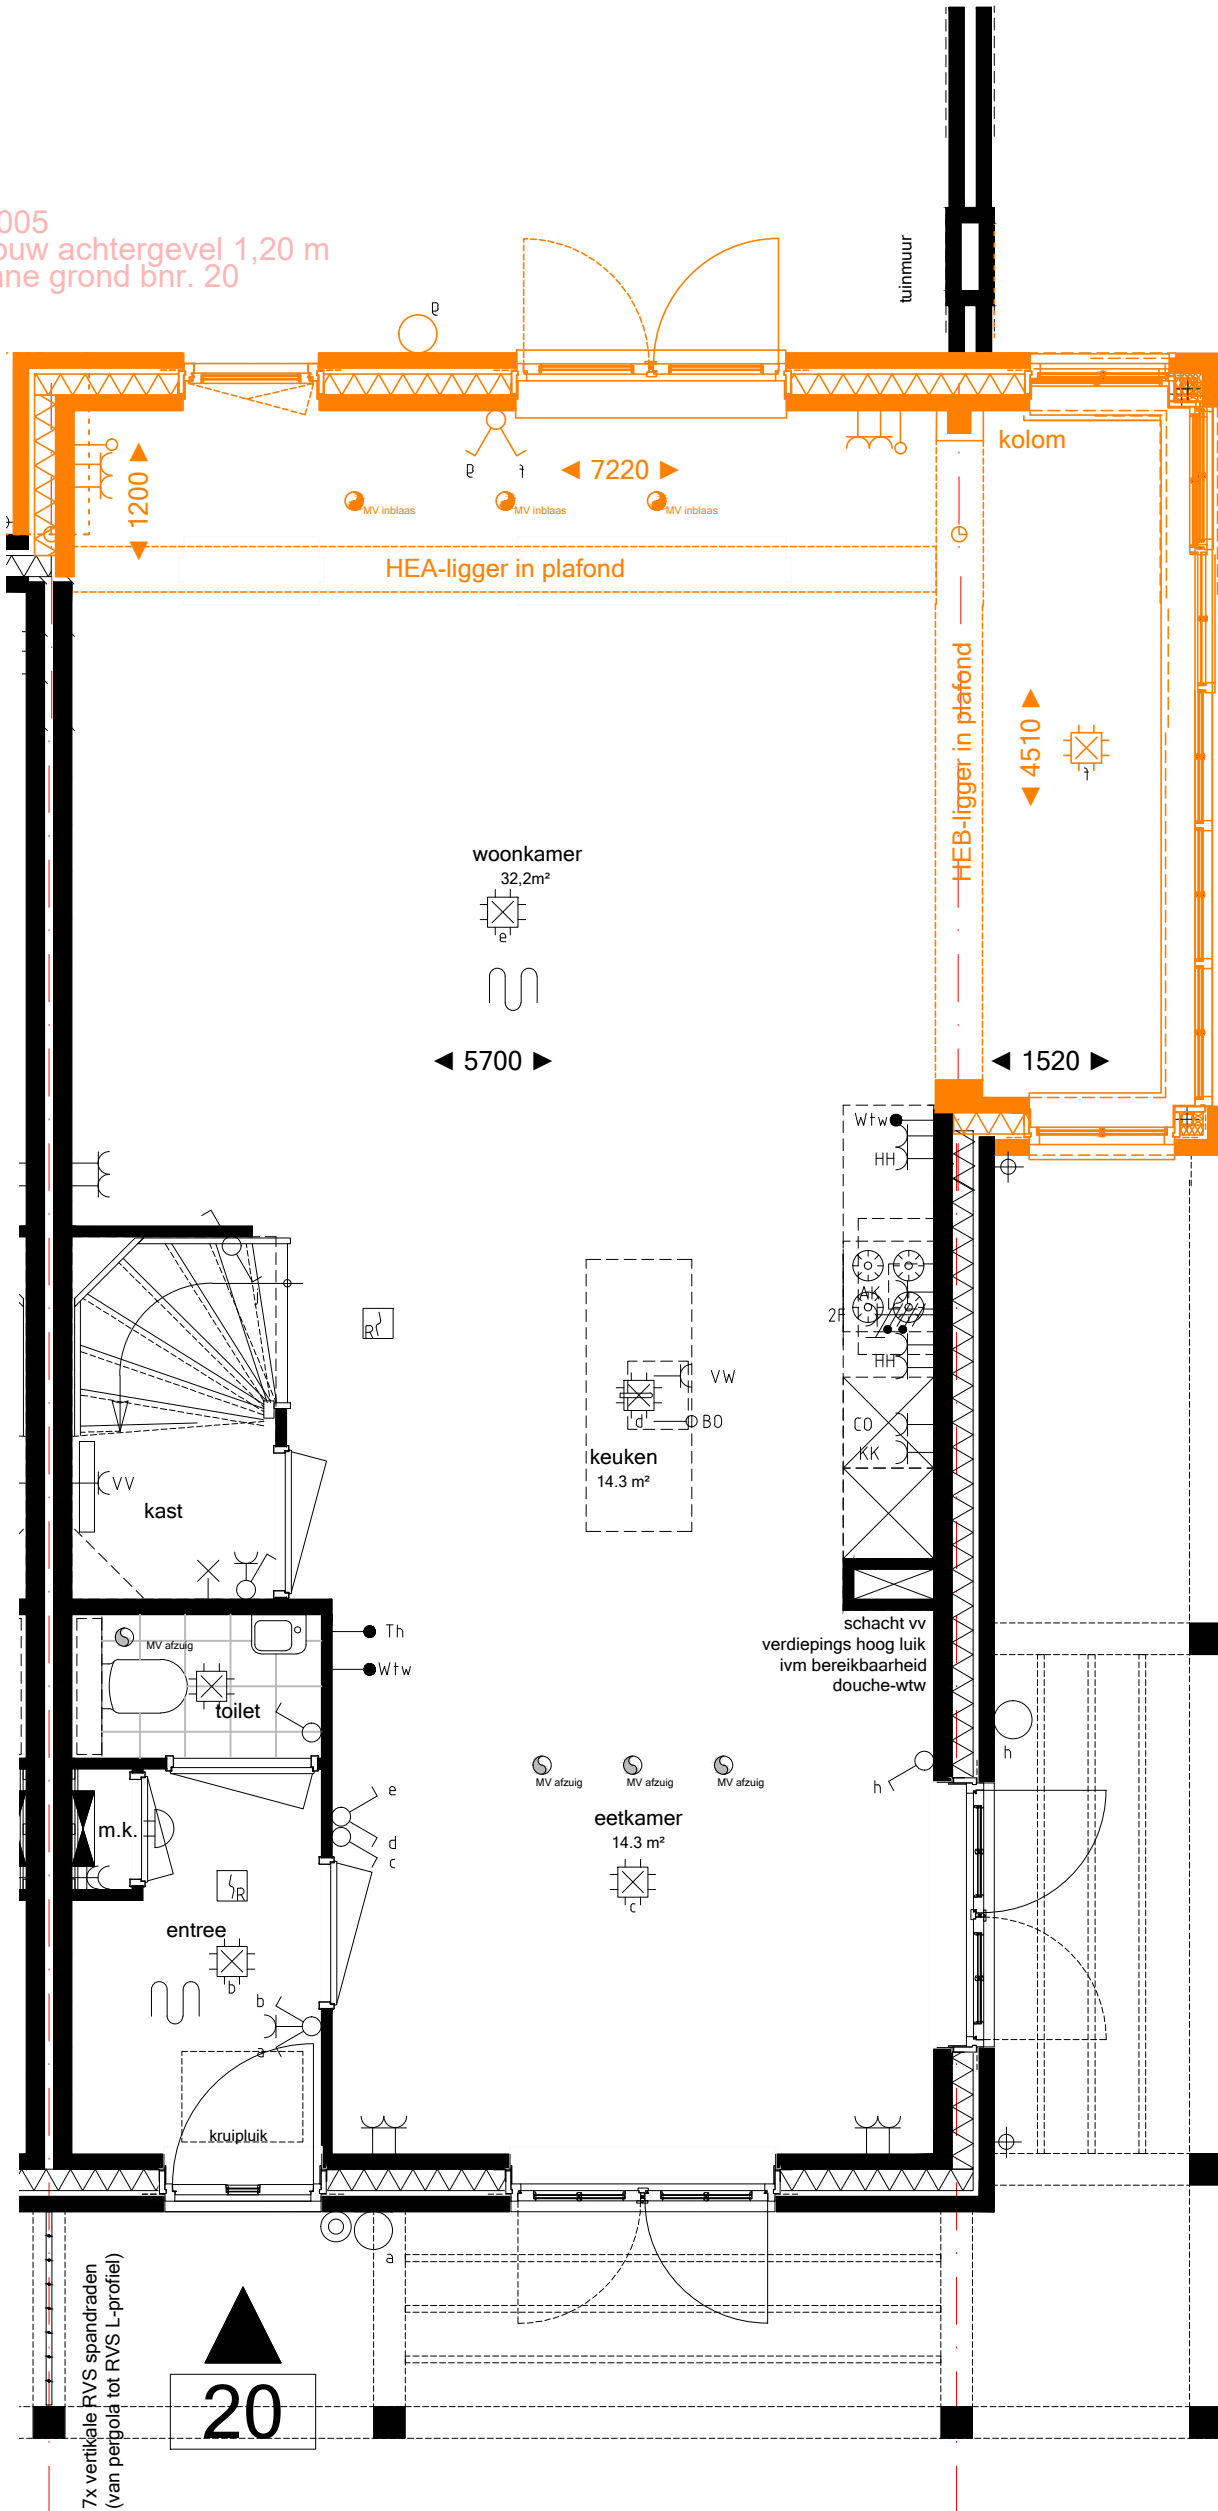 005
ouw achtergevel 1,20 m
ane grond bnr. 20
tuinmuur
g
kolom
g
f
7220
1200
MV inblaas
MV inblaas
MV inblaas
HEA-ligger in plafond
HEB-ligger in plafond
4510
f
woonkamer
32,2m²
e
5700
1520
Wtw
HH
AK
2F
HH
R
VW
d
BO
CO
KK
keuken
14.3 m²
VV
kast
schacht vv
verdiepings hoog luik
ivm bereikbaarheid
douche-wtw
Th
Wtw
MV afzuig
toilet
h
MV afzuig
MV afzuig
MV afzuig
h
e
d
c
m.k.
eetkamer
14.3 m²
c
R
entree
b
b
a
kruipluik
a
7x vertikale RVS spandraden
(van pergola tot RVS L-profiel)
20